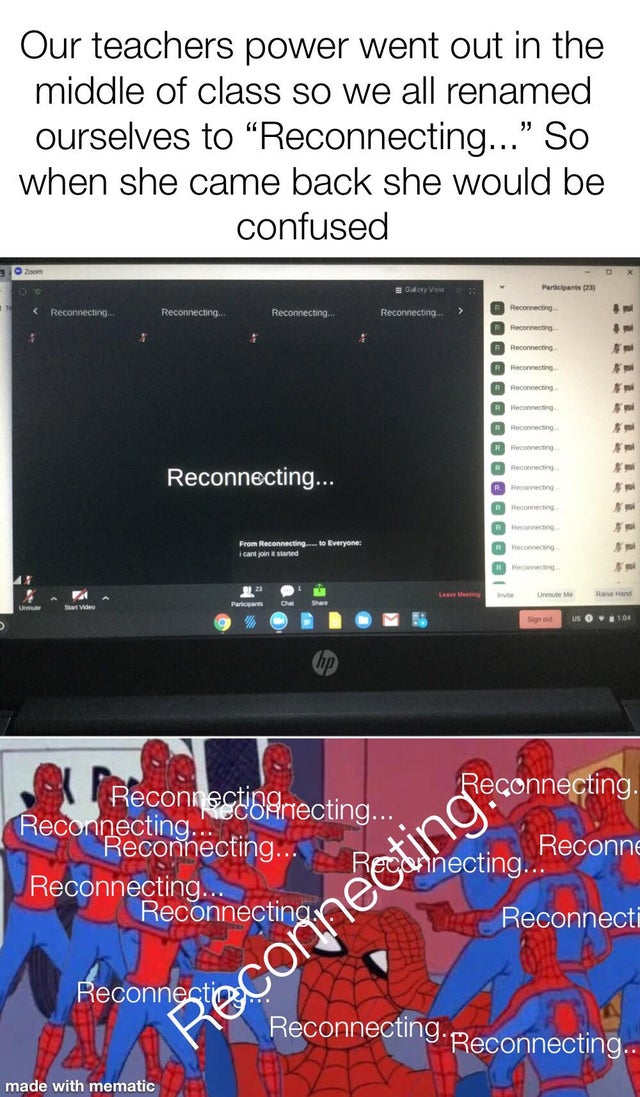 Our teachers power went out in the
middle of class so we all renamed
ourselves to “Reconnecting...” So
when she came back she would be
confused
Zoom
Gallery View
Participants (23)
Reconnecting...
Reconnecting...
Reconnecting...
Reconnecting...
Reconnecting...
From Reconnecting...... to Everyone:
i cant join it started
R Reconnecting...
R Reconnecting...
R Reconnecting...
R Reconnecting...
R Reconnecting...
R Reconnecting...
R Reconnecting...
R Reconnecting...
R Reconnecting...
R Reconnecting
R Reconnecting...
R Reconnecting...
R Reconnecting...
R Reconnecting...
Unmute
Start Video
23
Participants
1
Chat
Share
Leave Meeting
Invite
Unmute Me
Raise Hand
Sign out
US
1:04
hp
Reconnecting.
Reconnecting
Reconnecting...
Reconnecting...
Reconnecting...
Reconne
Reconnecting...
Reconnecting...
Reconnecting...
Reconnecti
Reconnecting...
Reconnecting...
Reconnecting..
Reconnecting..
Reconnecting...
made with mematic